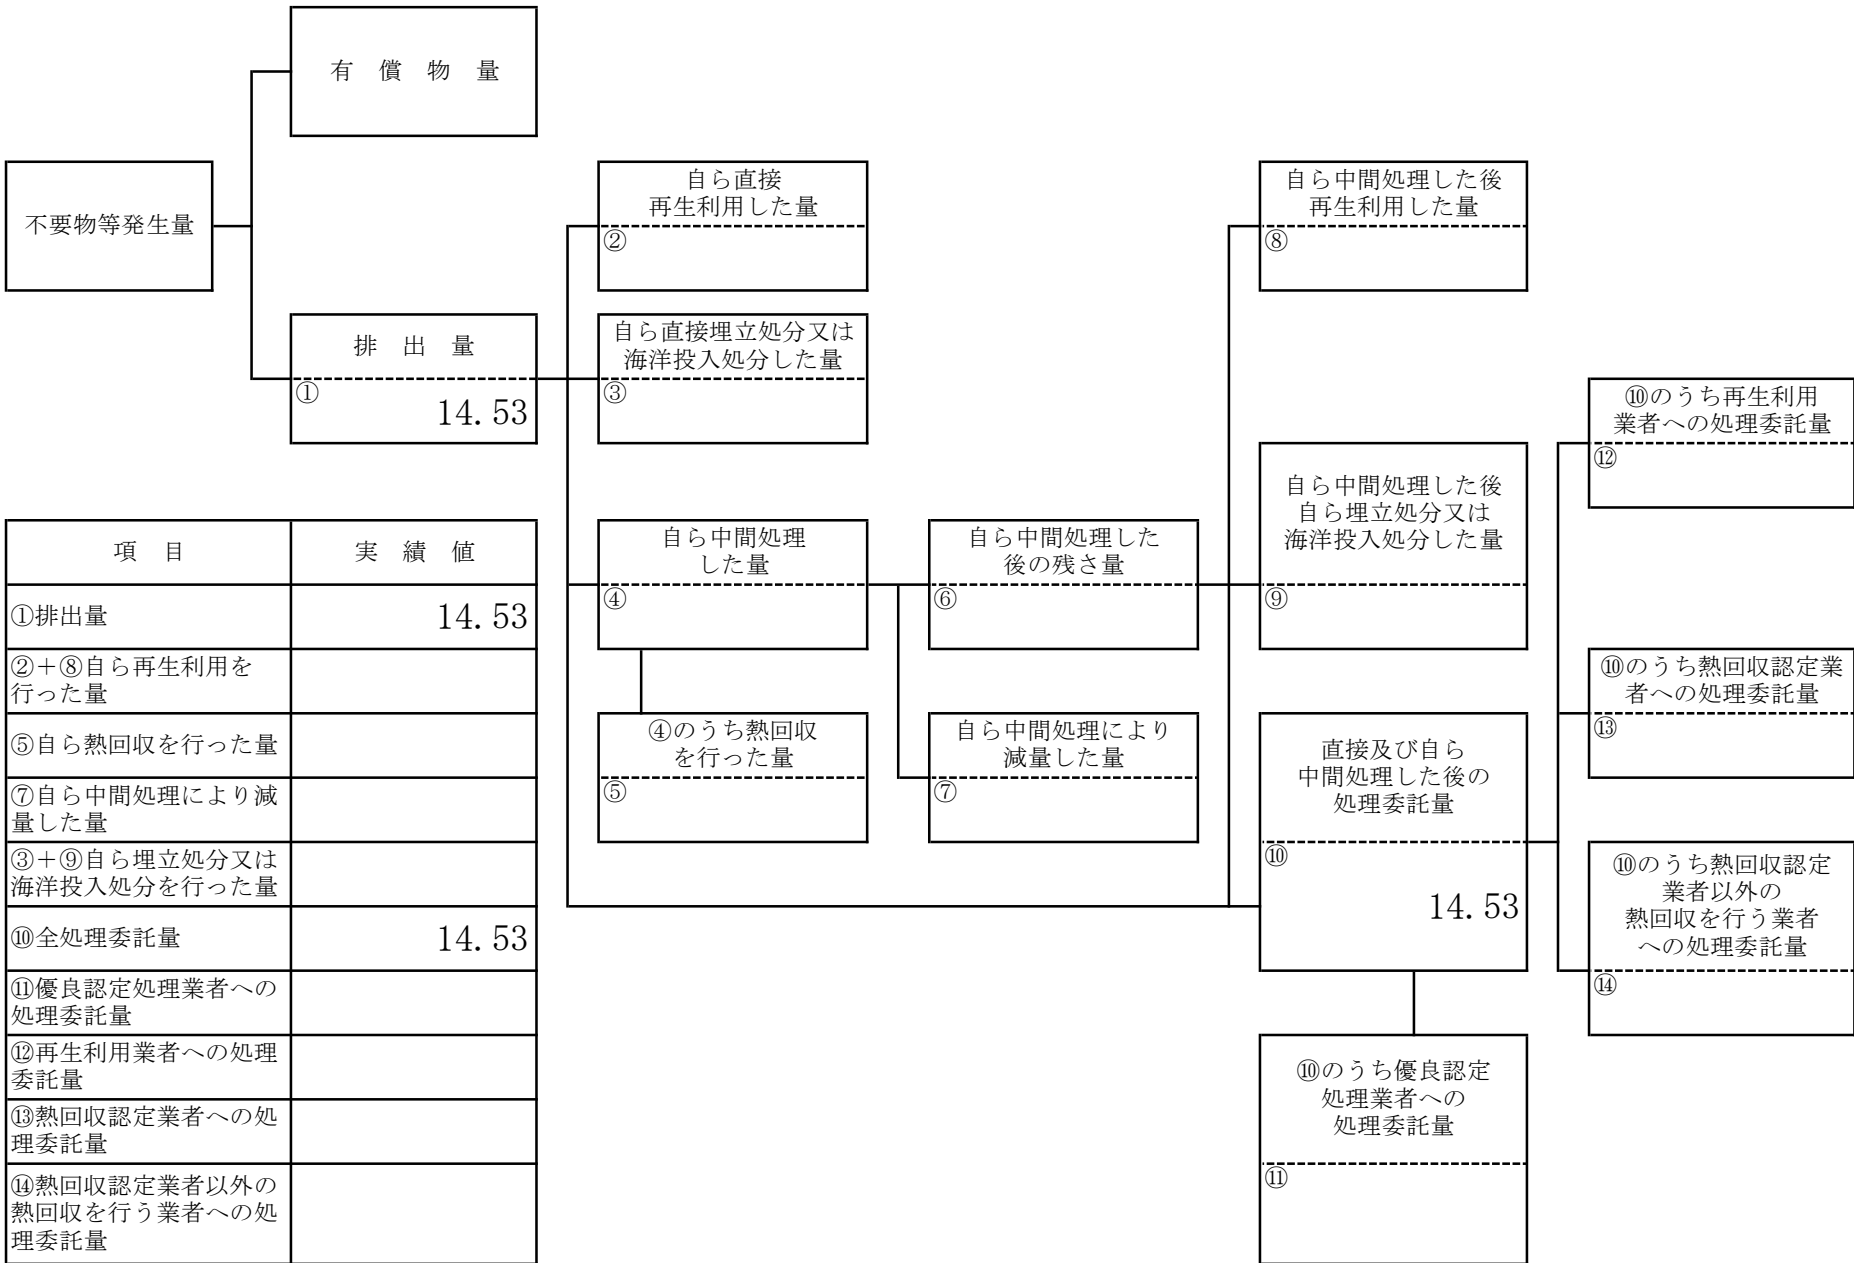 有　償　物　量
不要物等発生量
排　出　量
①
14.53
自ら直接
再生利用した量
②
自ら直接埋立処分又は
海洋投入処分した量
③
自ら中間処理
した量
④
④のうち熱回収
を行った量
⑤
自ら中間処理した
後の残さ量
⑥
自ら中間処理により
減量した量
⑦
自ら中間処理した後
再生利用した量
⑧
自ら中間処理した後
自ら埋立処分又は
海洋投入処分した量
⑨
直接及び自ら
中間処理した後の
処理委託量
⑩
14.53
⑩のうち優良認定
処理業者への
処理委託量
⑪
⑩のうち再生利用
業者への処理委託量
⑫
⑩のうち熱回収認定業
者への処理委託量
⑬
⑩のうち熱回収認定
業者以外の
熱回収を行う業者
への処理委託量
⑭
項　目　実　績　値
①排出量　14.53
②＋⑧自ら再生利用を
行った量
⑤自ら熱回収を行った量
⑦自ら中間処理により減
量した量
③＋⑨自ら埋立処分又は
海洋投入処分を行った量
⑩全処理委託量　14.53
⑪優良認定処理業者への
処理委託量
⑫再生利用業者への処理
委託量
⑬熱回収認定業者への処
理委託量
⑭熱回収認定業者以外の
熱回収を行う業者への処
理委託量